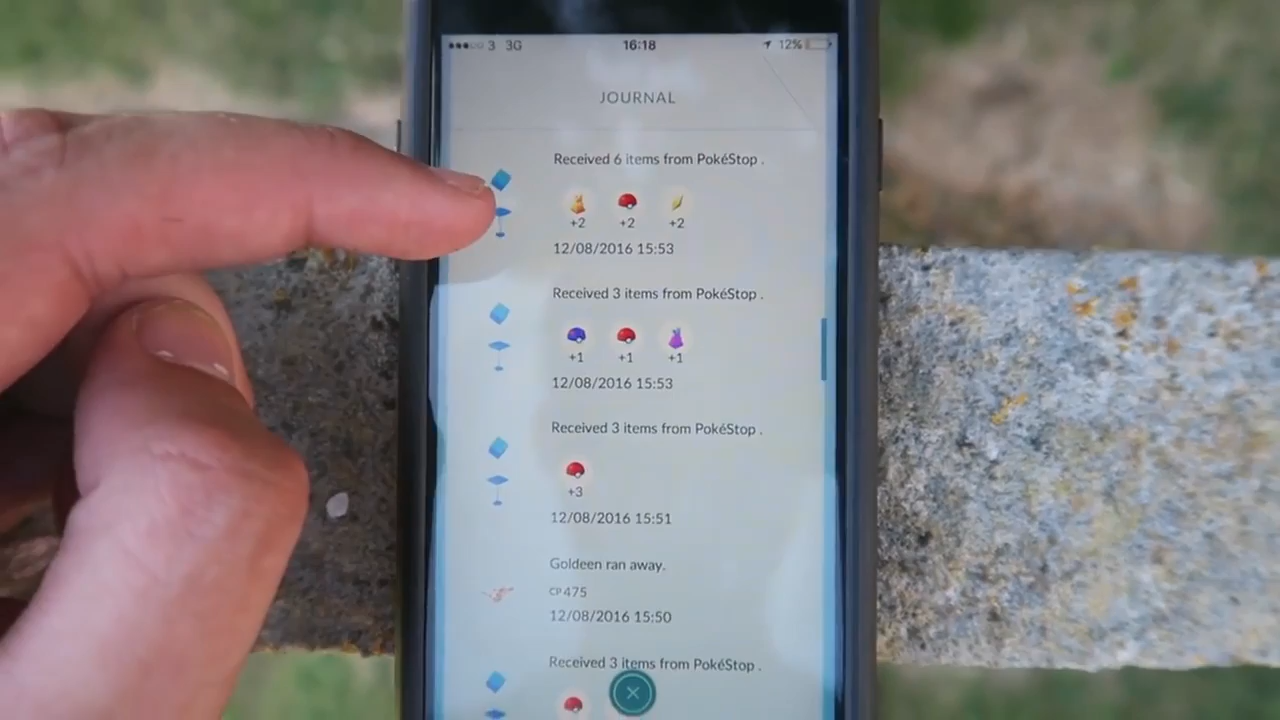 3 3G 16:18 12%
JOURNAL
Received 6 items from PokéStop .
+2 +2 +2
12/08/2016 15:53
Received 3 items from PokéStop .
+1 +1 +1
12/08/2016 15:53
Received 3 items from PokéStop .
+3
12/08/2016 15:51
Goldeen ran away.
CP 475
12/08/2016 15:50
Received 3 items from PokéStop .